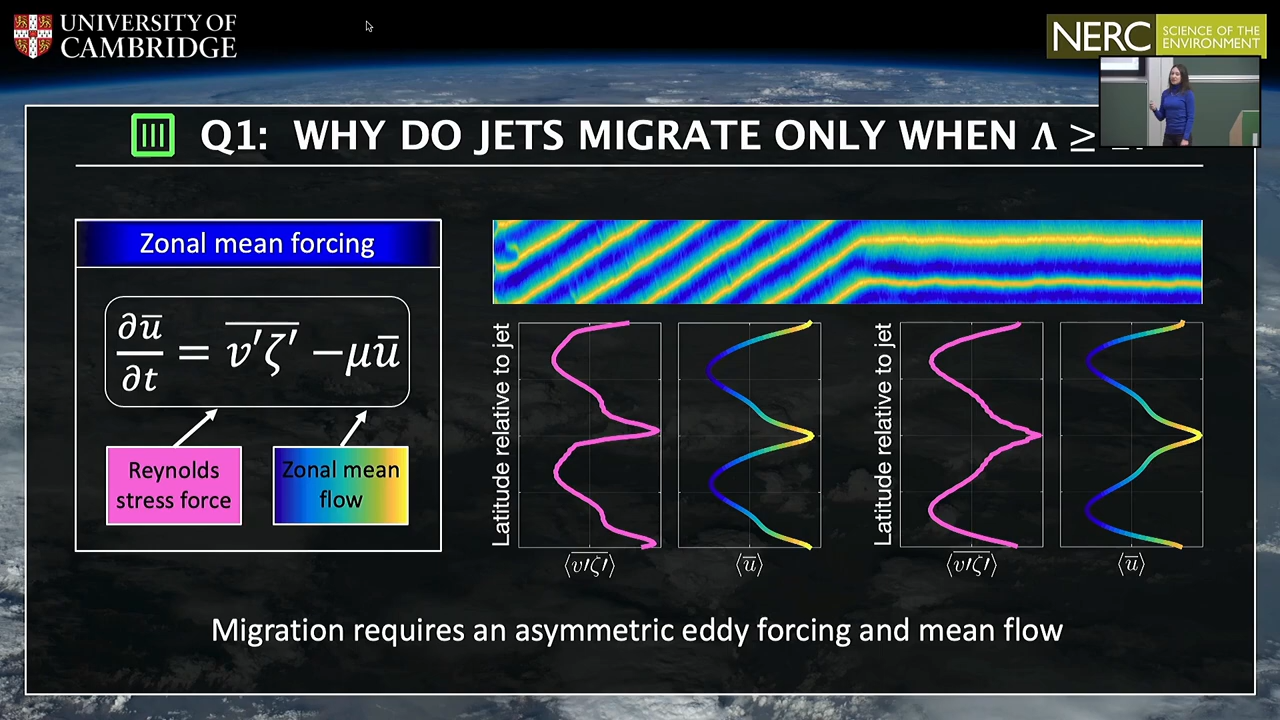 UNIVERSITY OF
CAMBRIDGE
NERC
SCIENCE OF THE
ENVIRONMENT
Q1: WHY DO JETS MIGRATE ONLY WHEN Λ ≥
Zonal mean forcing
∂ū/∂t = v′ζ′‾ −μū
Reynolds
stress force
Zonal mean
flow
Latitude relative to jet
⟨v′ζ′‾⟩
⟨ū⟩
Latitude relative to jet
⟨v′ζ′‾⟩
⟨ū⟩
Migration requires an asymmetric eddy forcing and mean flow